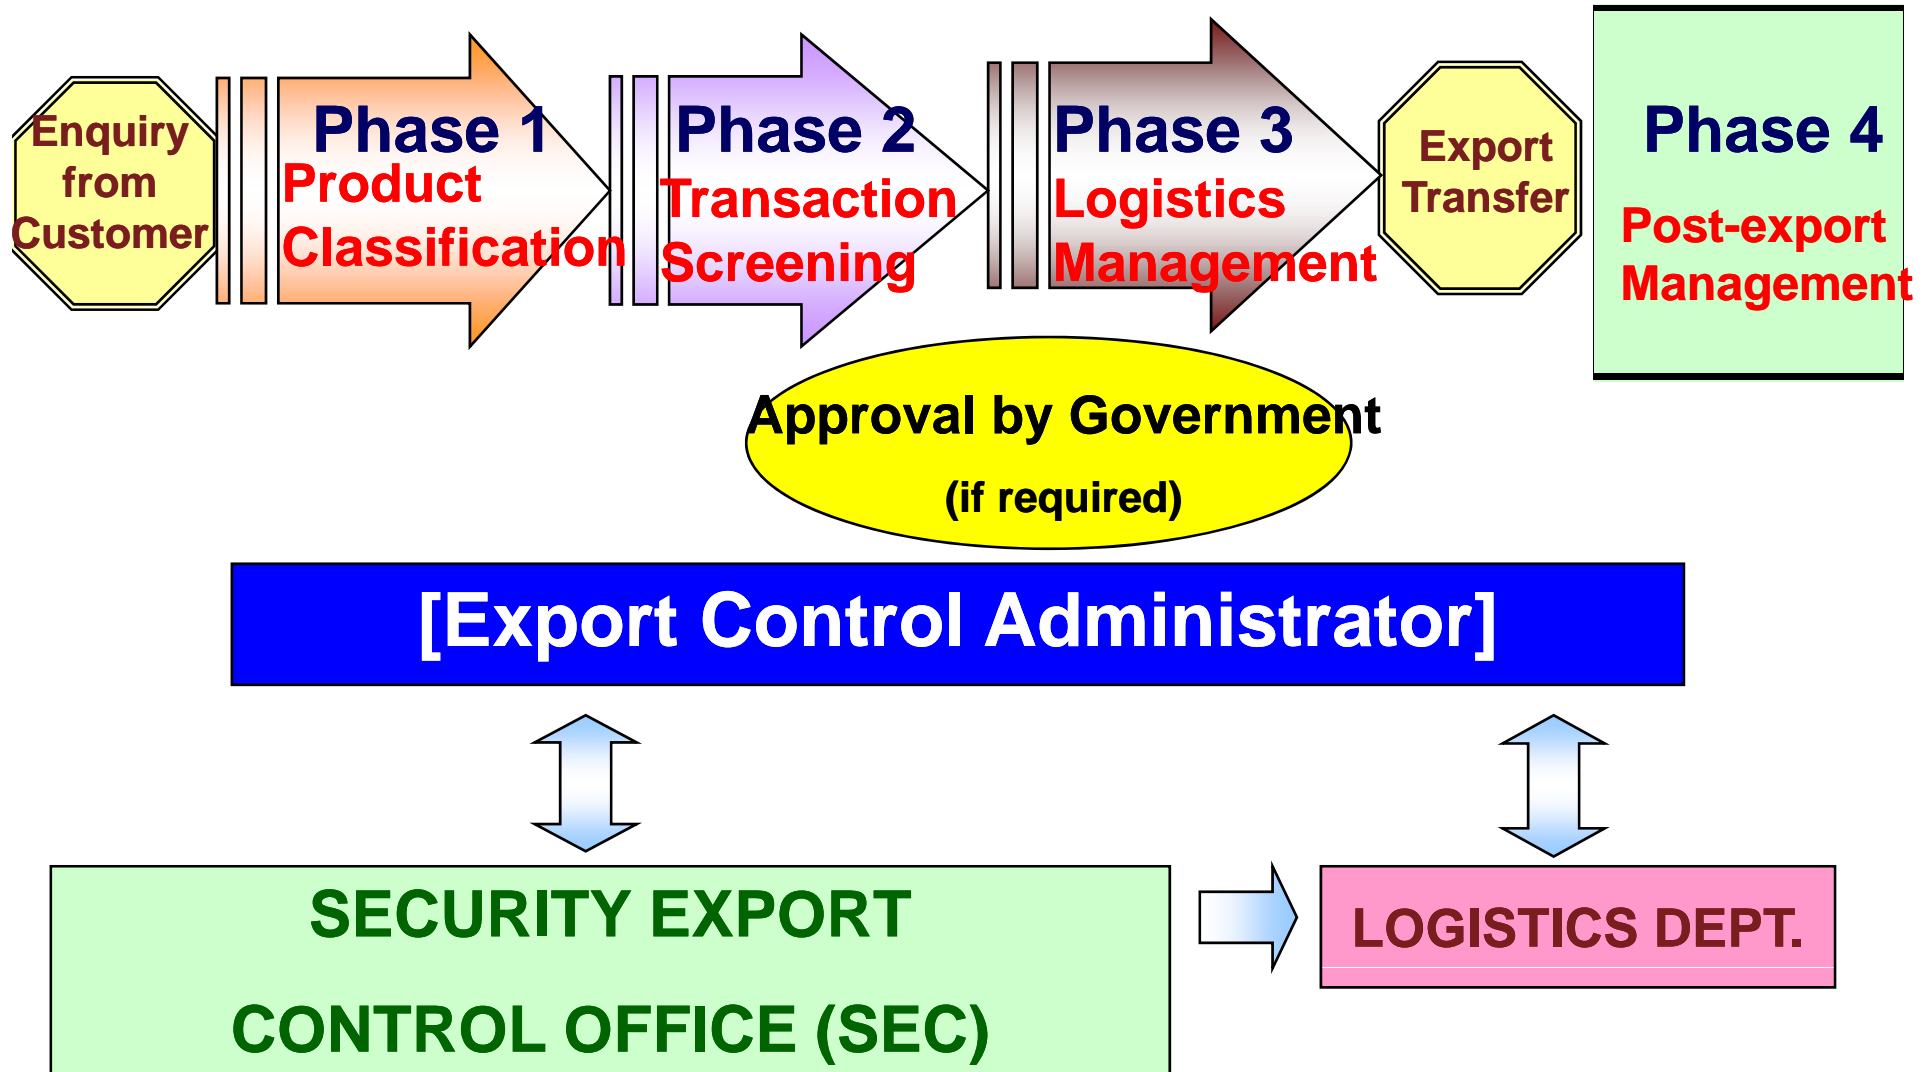 Enquiry
from
Customer
Phase 1
Product
Classification
Phase 2
Transaction
Screening
Phase 3
Logistics
Management
Export
Transfer
Phase 4
Post-export
Management
Approval by Government
(if required)
[Export Control Administrator]
SECURITY EXPORT
CONTROL OFFICE (SEC)
LOGISTICS DEPT.